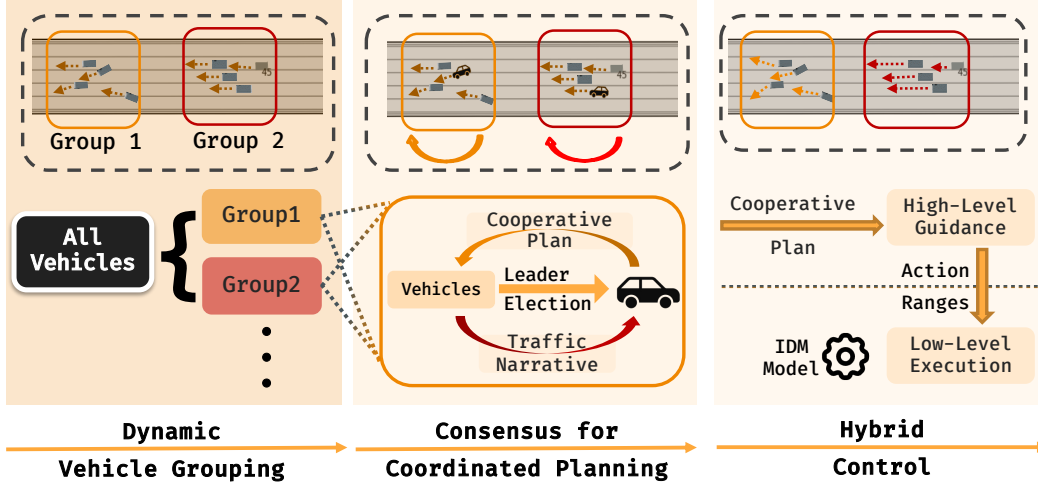 45
Group 1
Group 2
All
Vehicles
Group1
Group2
Dynamic
Vehicle Grouping
45
Cooperative
Plan
Vehicles
Leader
Election
Traffic
Narrative
Consensus for
Coordinated Planning
45
Cooperative
Plan
High-Level
Guidance
Action
Ranges
IDM
Model
Low-Level
Execution
Hybrid
Control